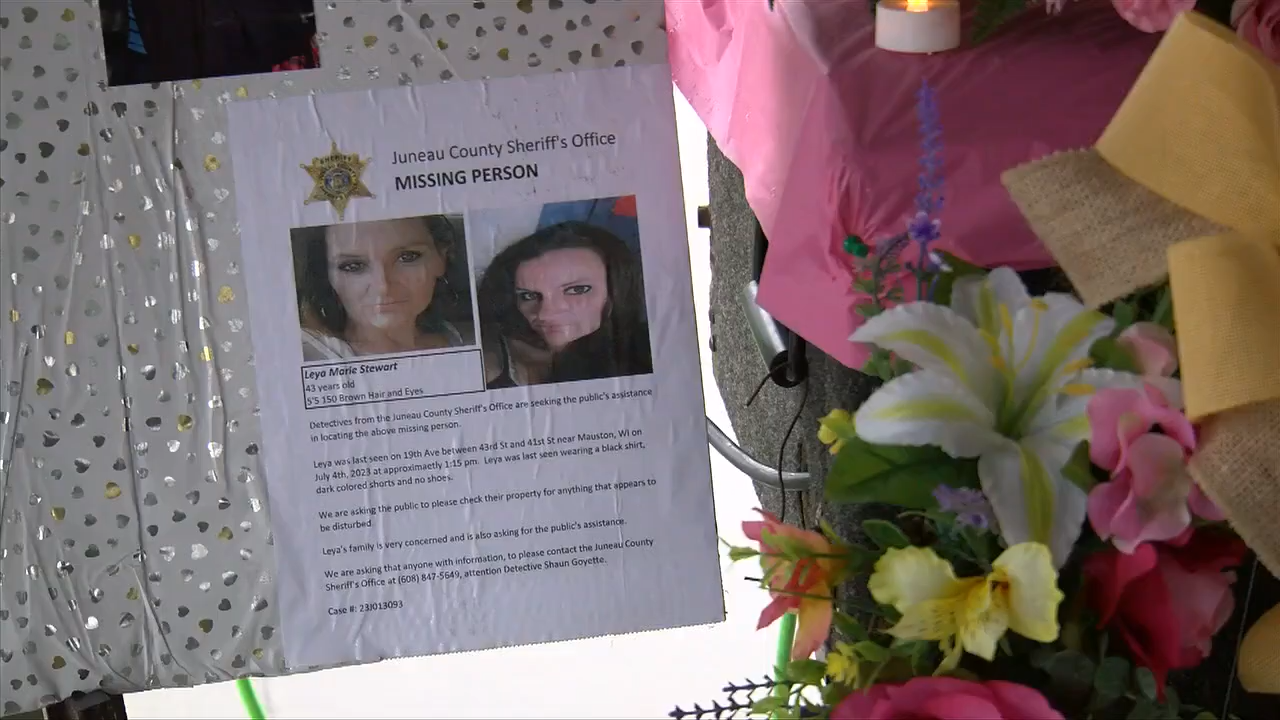 SHERIFF
Juneau County Sheriff's Office
MISSING PERSON
Leya Marie Stewart
43 years old
5'5 150 Brown Hair and Eyes
Detectives from the Juneau County Sheriff's Office are seeking the public's assistance
in locating the above missing person.
Leya was last seen on 19th Ave between 43rd St and 41st St near Mauston, WI on
July 4th, 2023 at approximaetly 1:15 pm. Leya was last seen wearing a black shirt,
dark colored shorts and no shoes.
We are asking the public to please check their property for anything that appears to
be disturbed.
Leya's family is very concerned and is also asking for the public's assistance.
We are asking that anyone with information, to please contact the Juneau County
Sheriff's Office at (608) 847-5649, attention Detective Shaun Goyette.
Case #: 23J013093